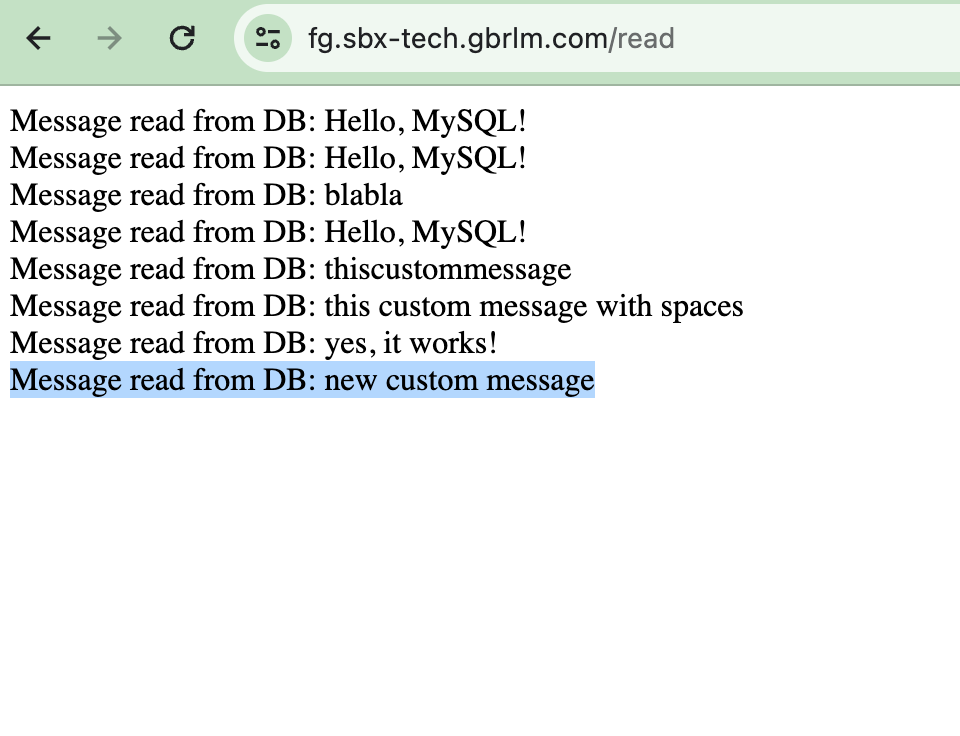 fg.sbx-tech.gbrlm.com/read
Message read from DB: Hello, MySQL!
Message read from DB: Hello, MySQL!
Message read from DB: blabla
Message read from DB: Hello, MySQL!
Message read from DB: thiscustommessage
Message read from DB: this custom message with spaces
Message read from DB: yes, it works!
Message read from DB: new custom message